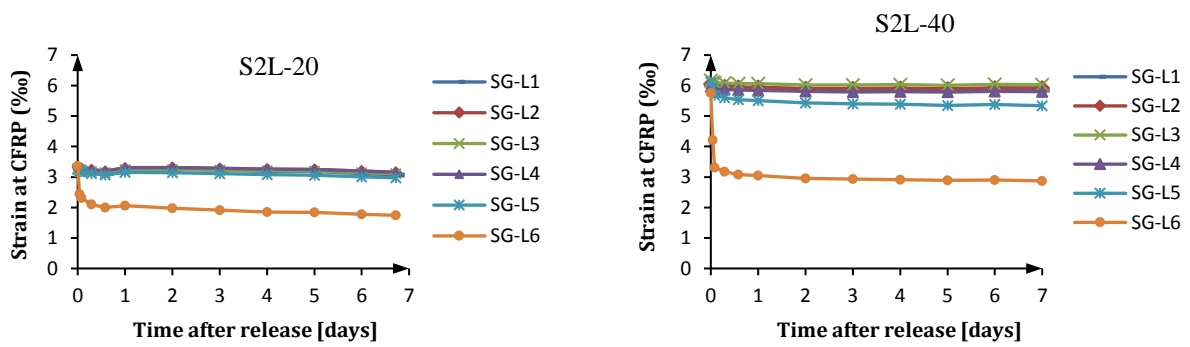 S2L-20
Strain at CFRP (‰)
7
6
5
4
3
2
1
0
0 1 2 3 4 5 6 7
Time after release [days]
SG-L1
SG-L2
SG-L3
SG-L4
SG-L5
SG-L6
S2L-40
Strain at CFRP (‰)
7
6
5
4
3
2
1
0
0 1 2 3 4 5 6 7
Time after release [days]
SG-L1
SG-L2
SG-L3
SG-L4
SG-L5
SG-L6